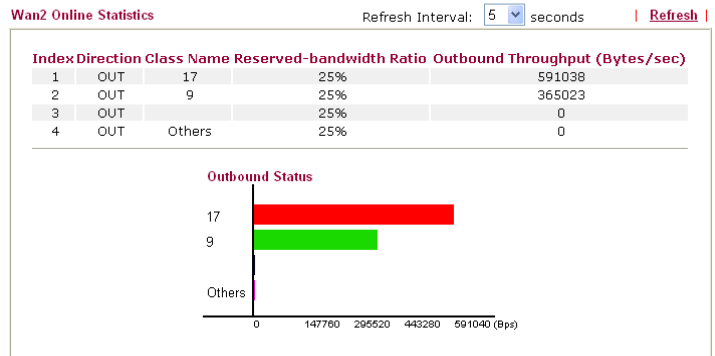 Wan2 Online Statistics Refresh Interval: 5 seconds | Refresh |
Index Direction Class Name Reserved-bandwidth Ratio Outbound Throughput (Bytes/sec)
1 OUT 17 25% 591038
2 OUT 9 25% 365023
3 OUT 25% 0
4 OUT Others 25% 0
Outbound Status
17
9
Others
0 147760 295520 443280 591040 (Bps)